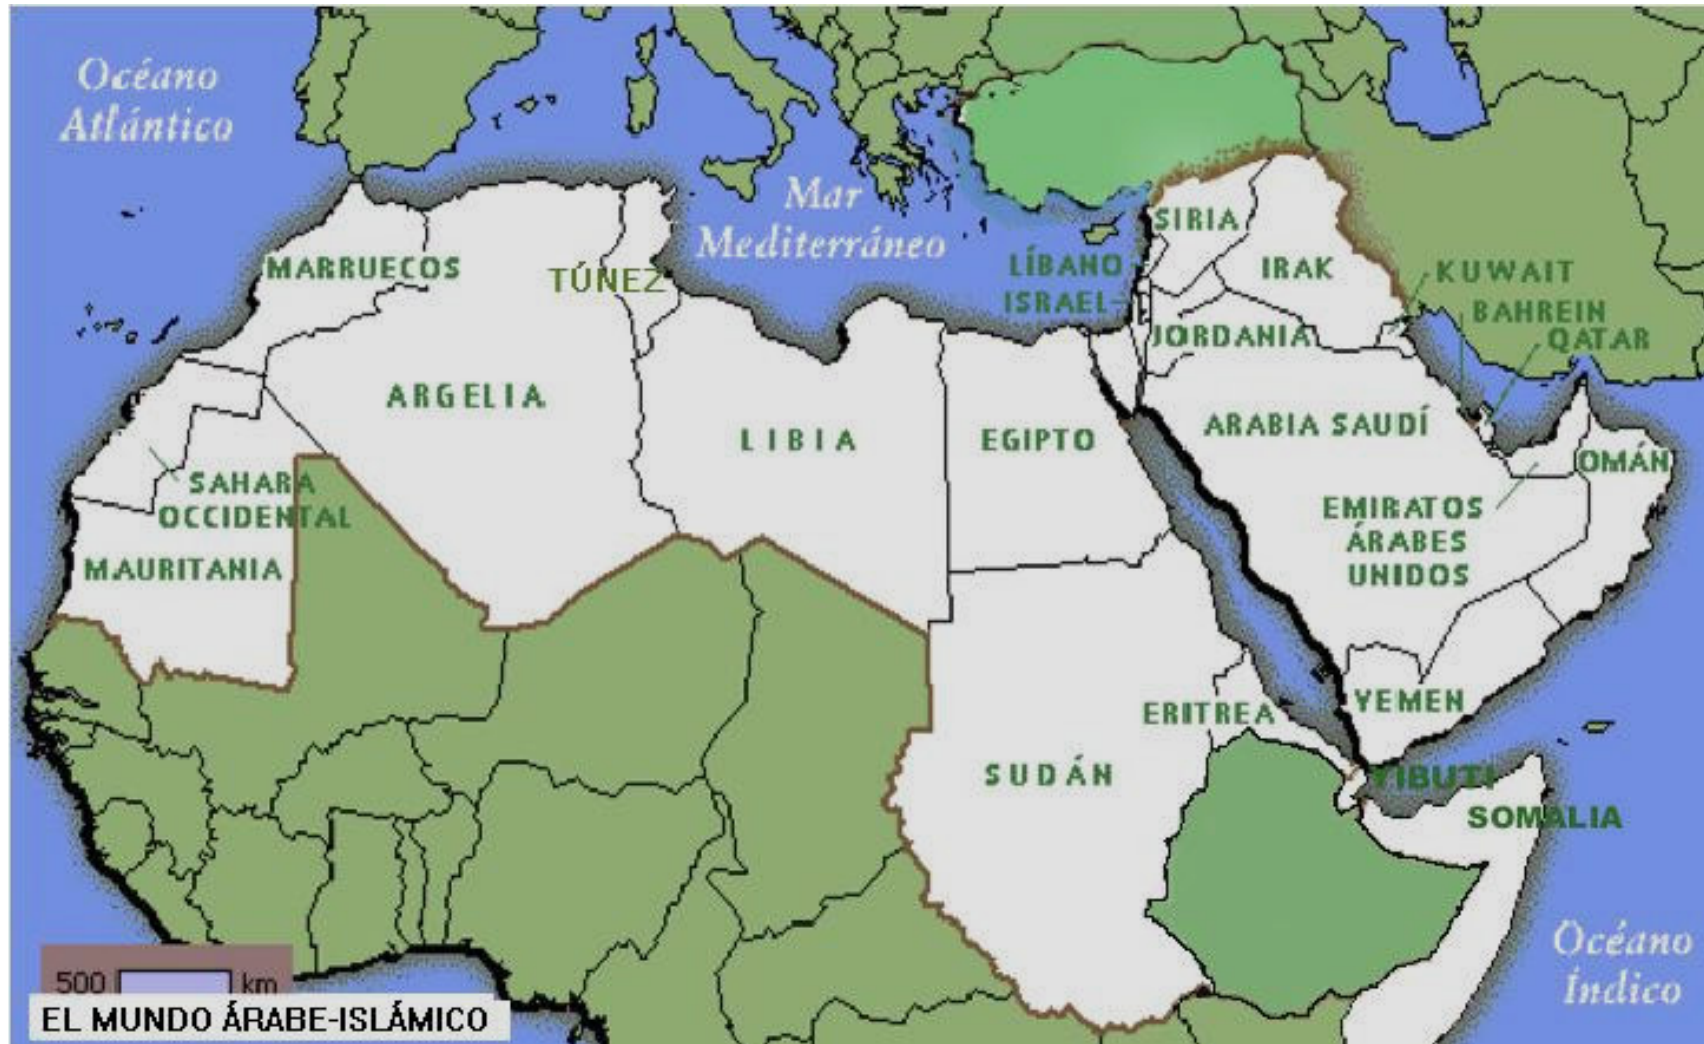 Océano
Atlántico
Mar
Mediterráneo
SIRIA
LÍBANO
ISRAEL
IRAK
KUWAIT
BAHREIN
QATAR
JORDANIA
MARRUECOS
TÚNEZ
ARGELIA
LIBIA
EGIPTO
ARABIA SAUDÍ
OMÁN
SAHARA
OCCIDENTAL
EMIRATOS
ÁRABES
UNIDOS
MAURITANIA
ERITREA
YEMEN
SUDÁN
YIBUTI
SOMALIA
Océano
Índico
500 km
EL MUNDO ÁRABE-ISLÁMICO